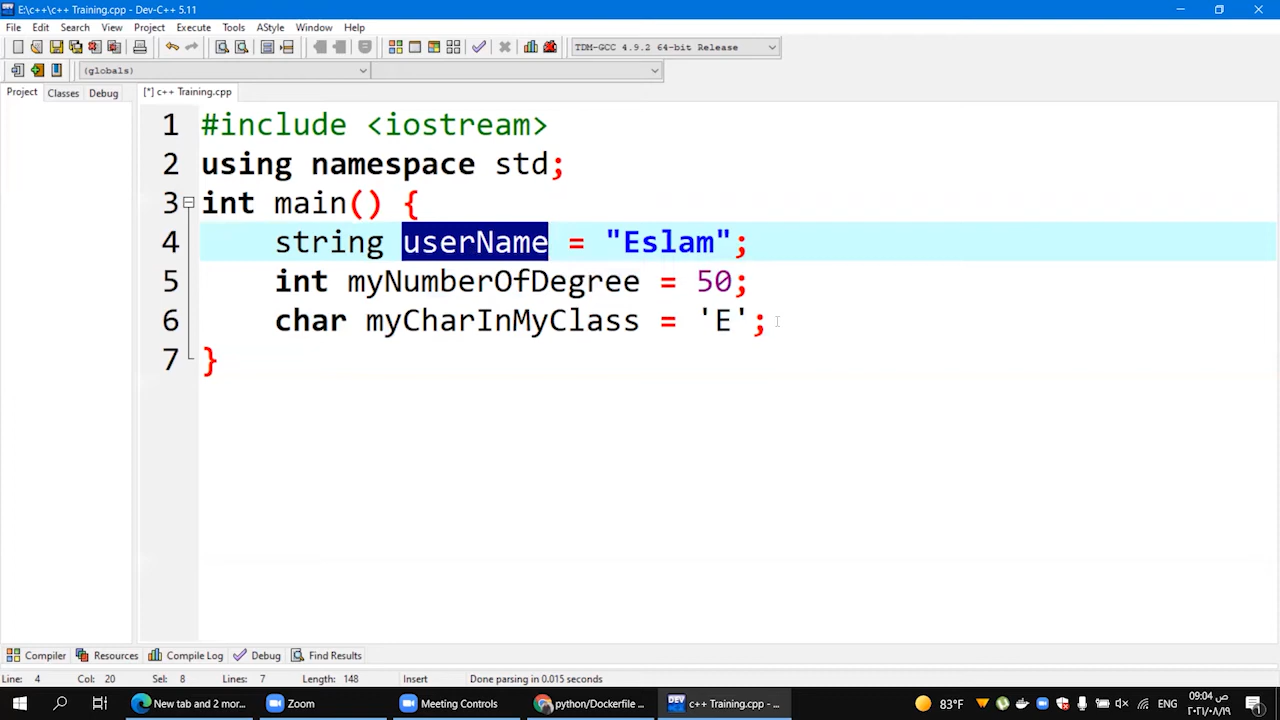 E:\c++\c++ Training.cpp - Dev-C++ 5.11
File Edit Search View Project Execute Tools AStyle Window Help
TDM-GCC 4.9.2 64-bit Release
(globals)
Project Classes Debug [*] c++ Training.cpp
1 #include <iostream>
2 using namespace std;
3 int main() {
4 string userName = "Eslam";
5 int myNumberOfDegree = 50;
6 char myCharInMyClass = 'E';
7 }
Compiler Resources Compile Log Debug Find Results
Line: 4 Col: 20 Sel: 8 Lines: 7 Length: 148 Insert Done parsing in 0.015 seconds
New tab and 2 mor... Zoom Meeting Controls python/Dockerfile ... c++ Training.cpp - ... 83°F ENG
09:04 ص
٢٠٢١/٠٨/١٩